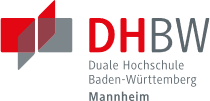 DHBW
Duale Hochschule
Baden-Württemberg
Mannheim